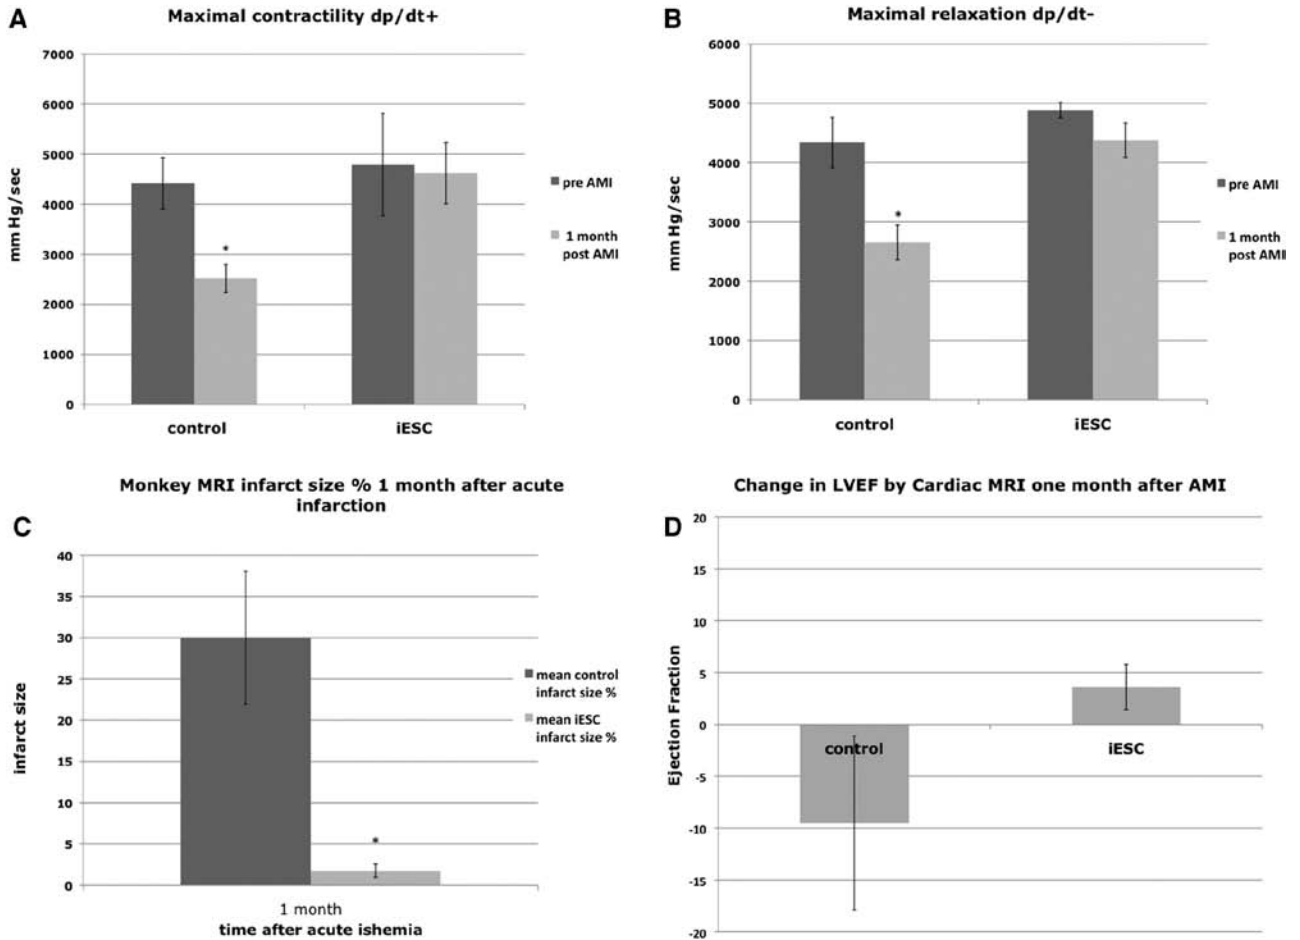 A
Maximal contractility dp/dt+
7000
6000
5000
4000
3000
2000
1000
0
mm Hg/sec
*
control
iESC
pre AMI
1 month
post AMI
B
Maximal relaxation dp/dt-
6000
5000
4000
3000
2000
1000
0
mm Hg/sec
*
control
iESC
pre AMI
1 month
post AMI
C
Monkey MRI infarct size % 1 month after acute
infarction
40
35
30
25
20
15
10
5
0
infarct size
*
1 month
time after acute ishemia
mean control
infarct size %
mean iESC
infarct size %
D
Change in LVEF by Cardiac MRI one month after AMI
20
15
10
5
0
-5
-10
-15
-20
Ejection Fraction
control
iESC